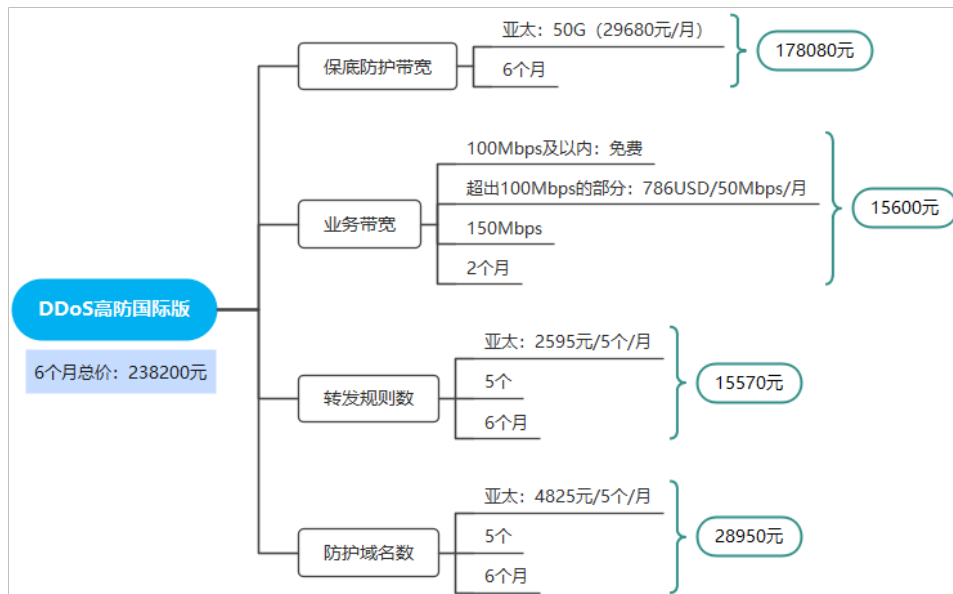 DDoS高防国际版
6个月总价：238200元
保底防护带宽
亚太：50G（29680元/月）
6个月
178080元
业务带宽
100Mbps及以内：免费
超出100Mbps的部分：786USD/50Mbps/月
150Mbps
2个月
15600元
转发规则数
亚太：2595元/5个/月
5个
6个月
15570元
防护域名数
亚太：4825元/5个/月
5个
6个月
28950元